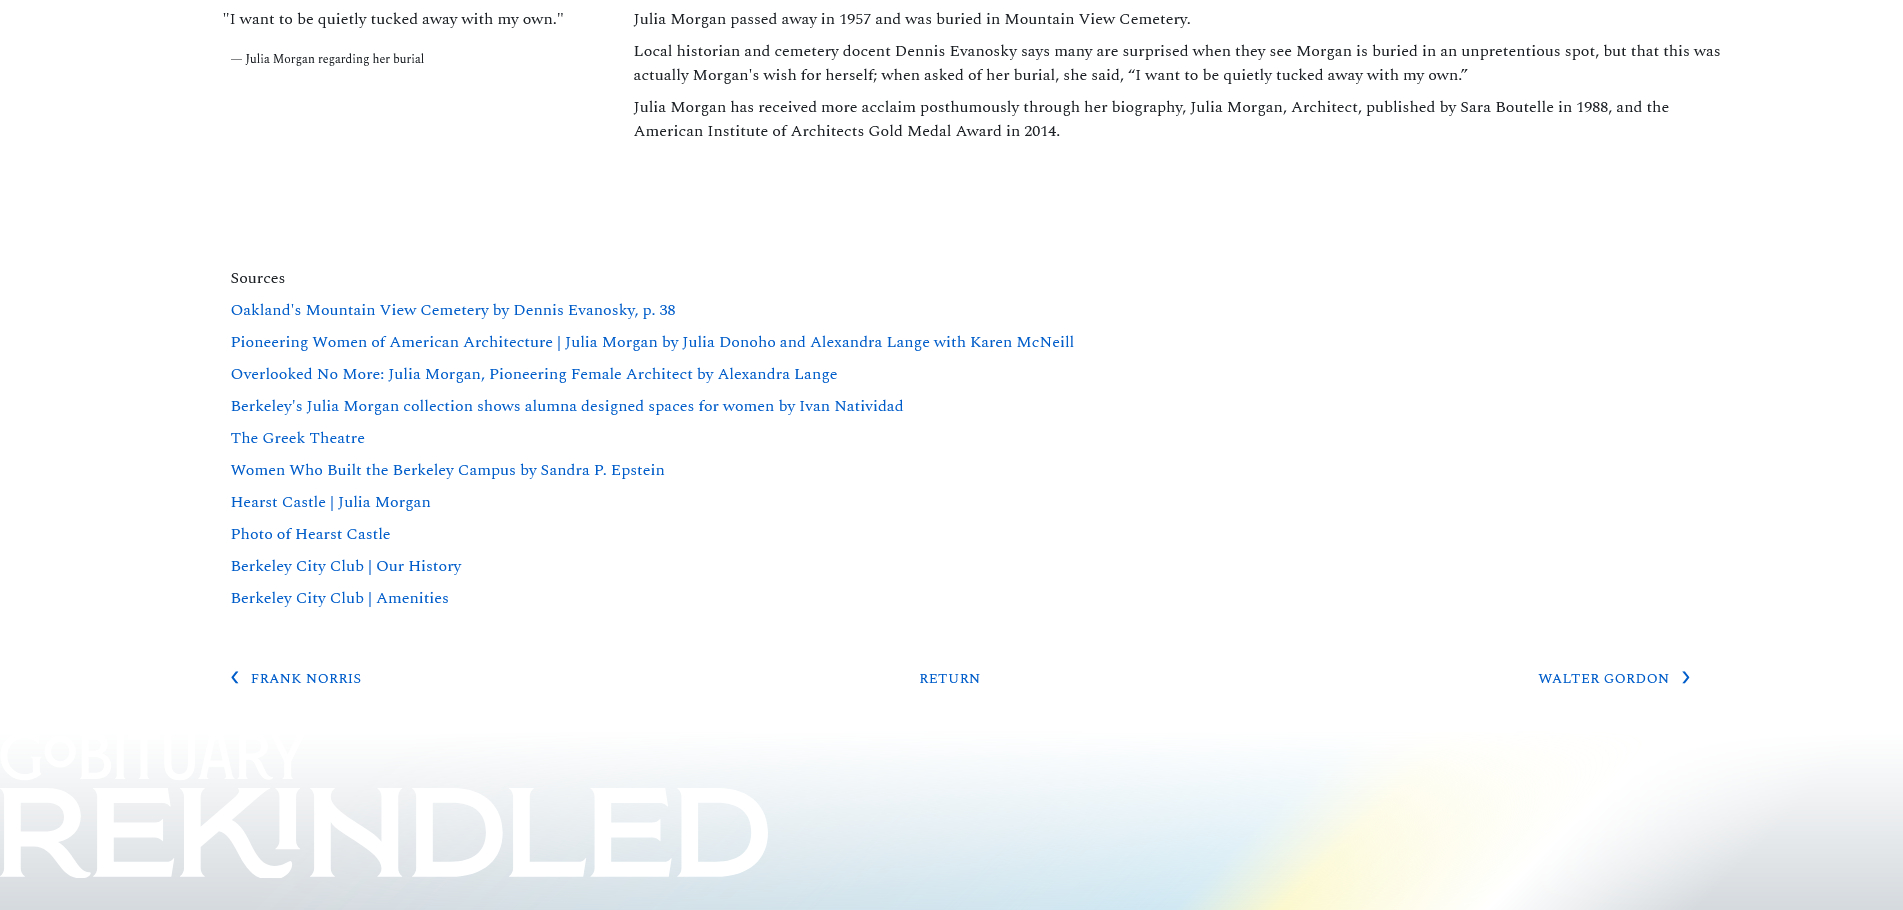 "I want to be quietly tucked away with my own."
— Julia Morgan regarding her burial
Julia Morgan passed away in 1957 and was buried in Mountain View Cemetery.
Local historian and cemetery docent Dennis Evanosky says many are surprised when they see Morgan is buried in an unpretentious spot, but that this was
actually Morgan's wish for herself; when asked of her burial, she said, “I want to be quietly tucked away with my own.”
Julia Morgan has received more acclaim posthumously through her biography, Julia Morgan, Architect, published by Sara Boutelle in 1988, and the
American Institute of Architects Gold Medal Award in 2014.
Sources
Oakland's Mountain View Cemetery by Dennis Evanosky, p. 38
Pioneering Women of American Architecture | Julia Morgan by Julia Donoho and Alexandra Lange with Karen McNeill
Overlooked No More: Julia Morgan, Pioneering Female Architect by Alexandra Lange
Berkeley's Julia Morgan collection shows alumna designed spaces for women by Ivan Natividad
The Greek Theatre
Women Who Built the Berkeley Campus by Sandra P. Epstein
Hearst Castle | Julia Morgan
Photo of Hearst Castle
Berkeley City Club | Our History
Berkeley City Club | Amenities
‹ FRANK NORRIS
RETURN
WALTER GORDON ›
GOBITUARY
REKINDLED